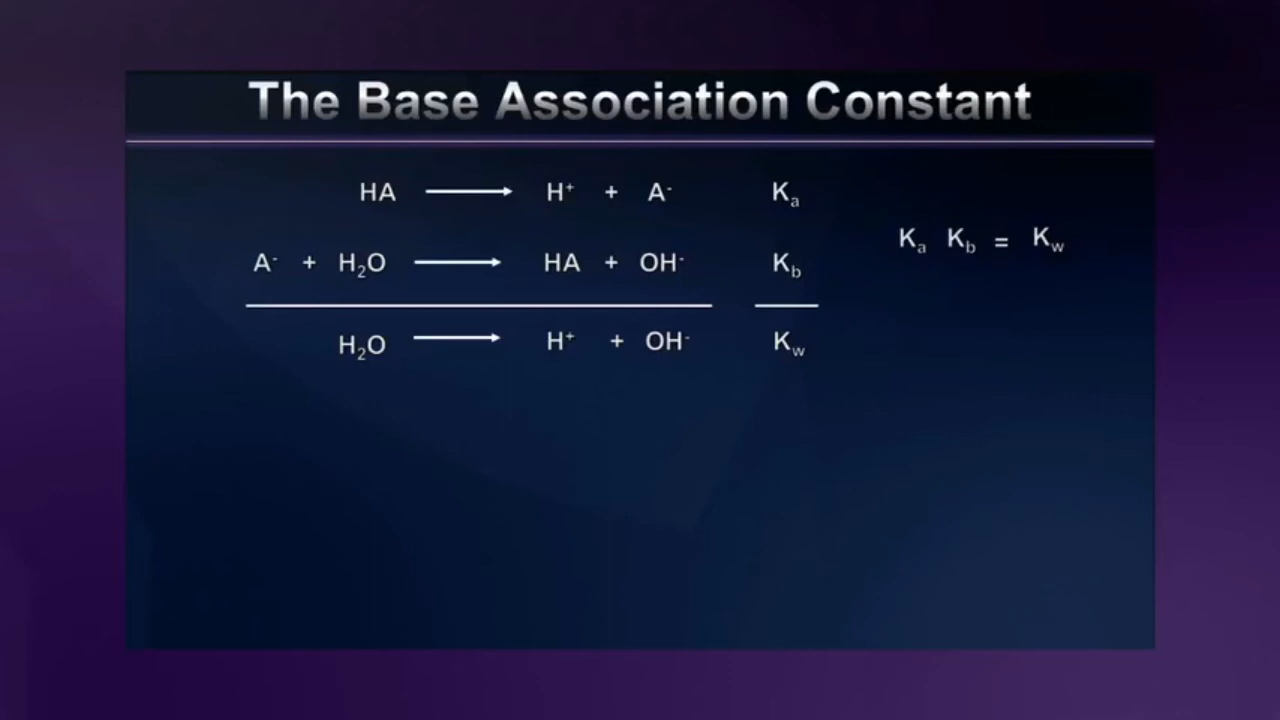 The Base Association Constant
HA ⟶ H⁺ + A⁻ Kₐ
Kₐ K_b = K_w
A⁻ + H₂O ⟶ HA + OH⁻ K_b
H₂O ⟶ H⁺ + OH⁻ K_w